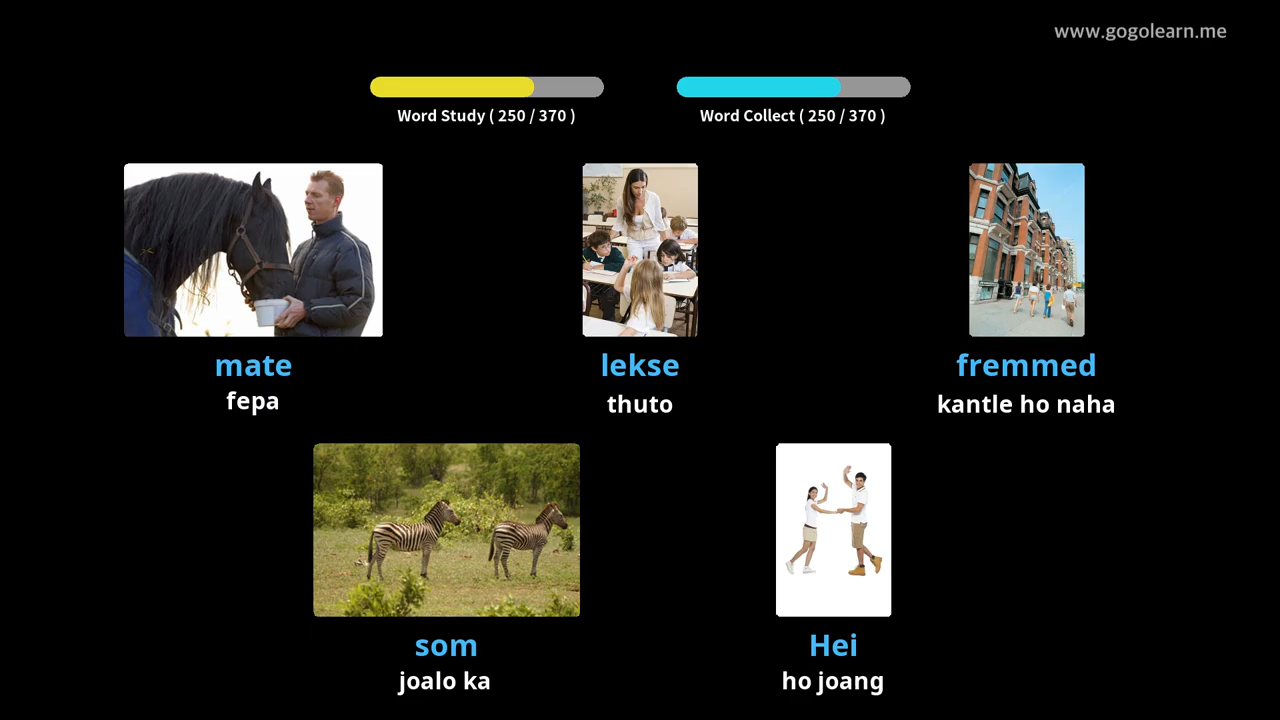 www.gogolearn.me
Word Study ( 250 / 370 )
Word Collect ( 250 / 370 )
mate
fepa
lekse
thuto
fremmed
kantle ho naha
som
joalo ka
Hei
ho joang